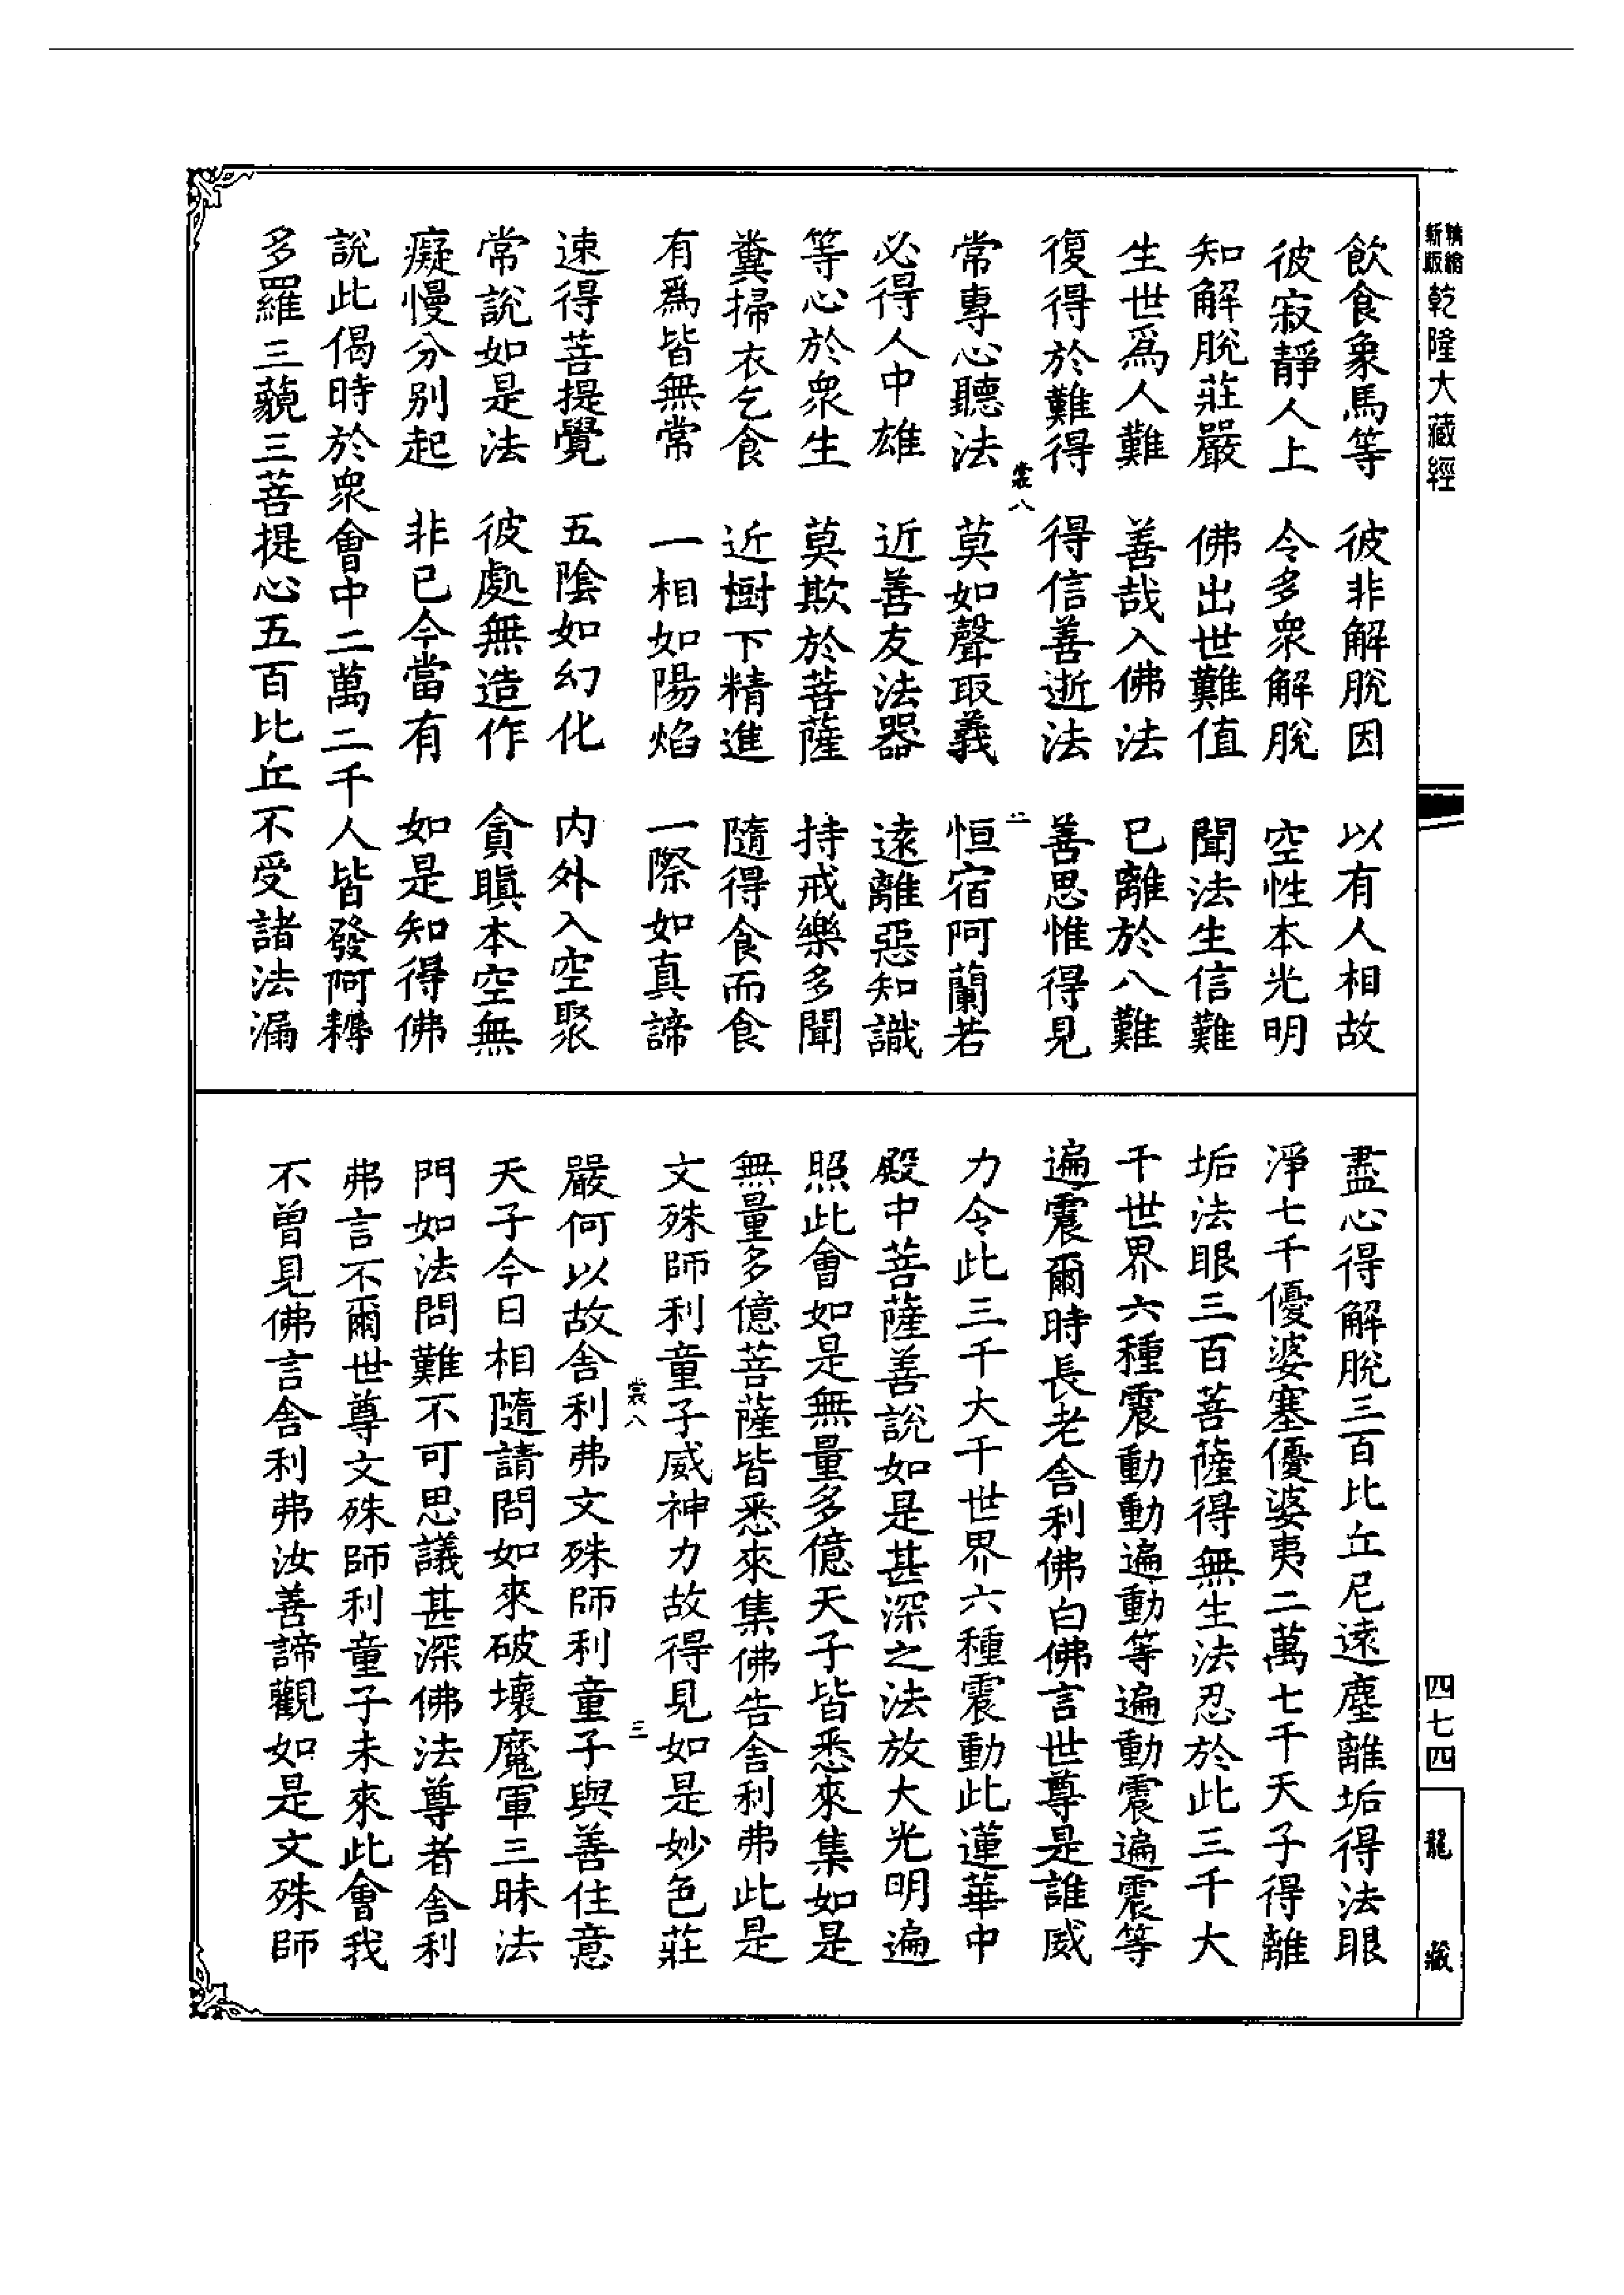 精縮新版乾隆大藏經
飲食象馬等　彼非解脫因　以有人相故
彼寂靜人上　令多衆解脫　空性本光明
知解脫莊嚴　佛出世難值　聞法生信難
生世爲人難　善哉入佛法　已離於八難
復得於難得　得信善逝法　善思惟得見
裳八　二
常專心聽法　莫如聲取義　恒宿阿蘭若
必得人中雄　近善友法器　遠離惡知識
等心於衆生　莫欺於菩薩　持戒樂多聞
糞掃衣乞食　近樹下精進　隨得食而食
有爲皆無常　一相如陽焰　一際如真諦
速得菩提覺　五陰如幻化　内外入空聚
常說如是法　彼處無造作　貪瞋本空無
癡慢分别起　非已今當有　如是知得佛
說此偈時於衆會中二萬二千人皆發阿耨
多羅三藐三菩提心五百比丘不受諸法漏
盡心得解脫三百比丘尼遠塵離垢得法眼
淨七千優婆塞優婆夷二萬七千天子得離
垢法眼三百菩薩得無生法忍於此三千大
千世界六種震動動遍動等遍動震遍震等
遍震爾時長老舍利佛白佛言世尊是誰威
力令此三千大千世界六種震動此蓮華中
殿中菩薩善說如是甚深之法放大光明遍
照此會如是無量多億天子皆悉來集如是
無量多億菩薩皆悉來集佛告舍利弗此是
文殊師利童子威神力故得見如是妙色莊
裳八　三
嚴何以故舍利弗文殊師利童子與善住意
天子今日相隨請問如來破壞魔軍三昧法
門如法問難不可思議甚深佛法尊者舍利
弗言不爾世尊文殊師利童子未來此會我
不曾見佛言舍利弗汝善諦觀如是文殊師
四七四
龍藏